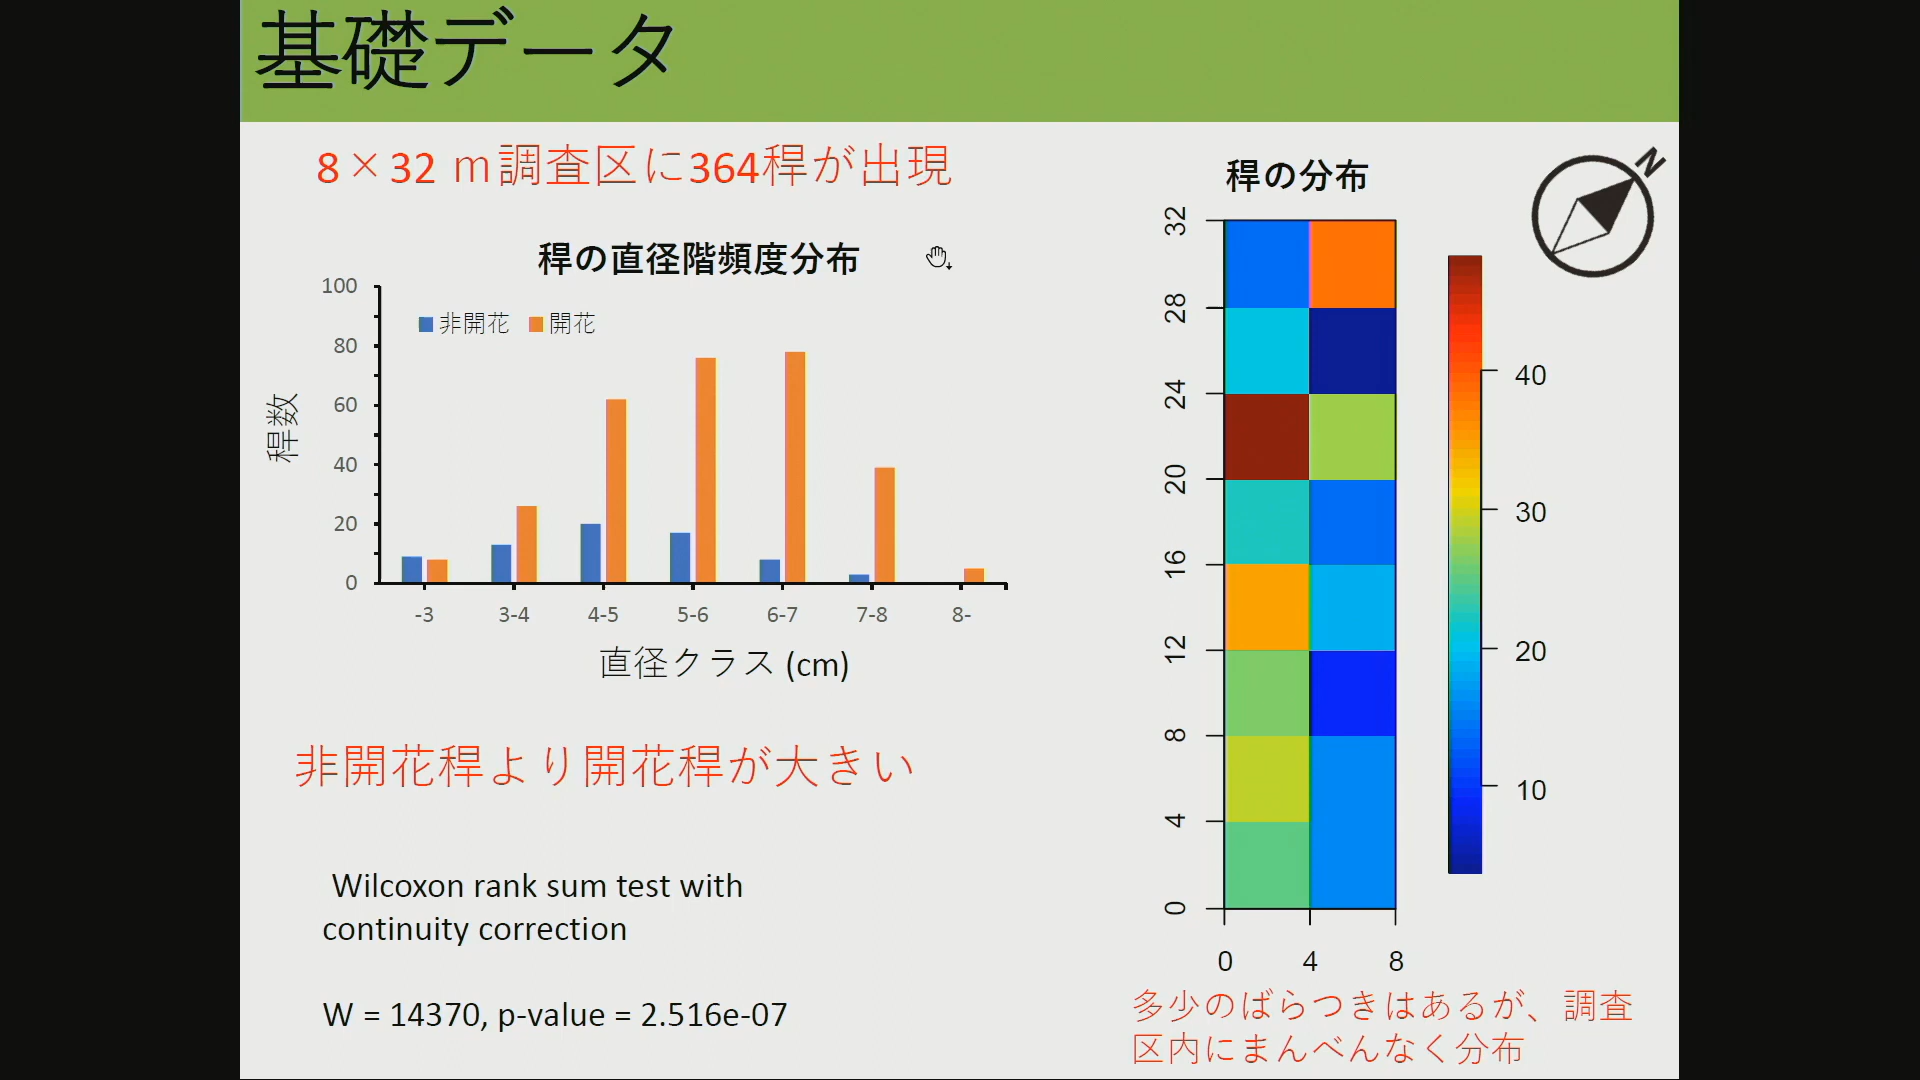 基礎データ
8×32 m調査区に364稈が出現
稈の直径階頻度分布
非開花 開花
100
80
60
40
20
0
稈数
-3 3-4 4-5 5-6 6-7 7-8 8-
直径クラス (cm)
非開花稈より開花稈が大きい
Wilcoxon rank sum test with
continuity correction
W = 14370, p-value = 2.516e-07
稈の分布
N
32
28
24
20
16
12
8
4
0
0 4 8
40
30
20
10
多少のばらつきはあるが、調査
区内にまんべんなく分布